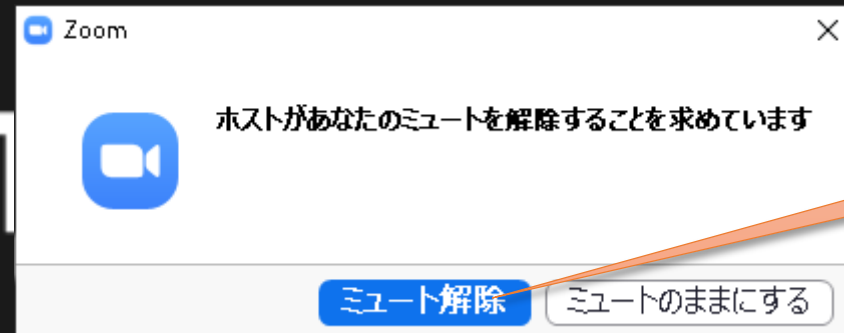 Zoom
ホストがあなたのミュートを解除することを求めています
ミュート解除
ミュートのままにする